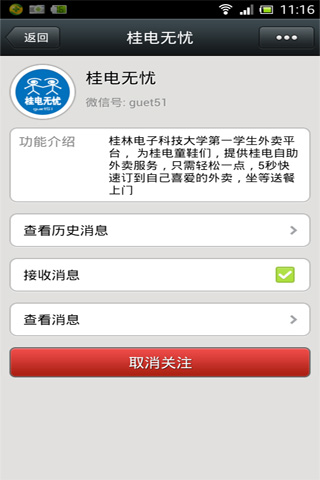 11:16
返回
桂电无忧
桂电无忧
guet51
桂电无忧
微信号: guet51
功能介绍
桂林电子科技大学第一学生外卖平
台，为桂电童鞋们，提供桂电自助
外卖服务，只需轻松一点，5秒快
速订到自己喜爱的外卖，坐等送餐
上门
查看历史消息
接收消息
查看消息
取消关注